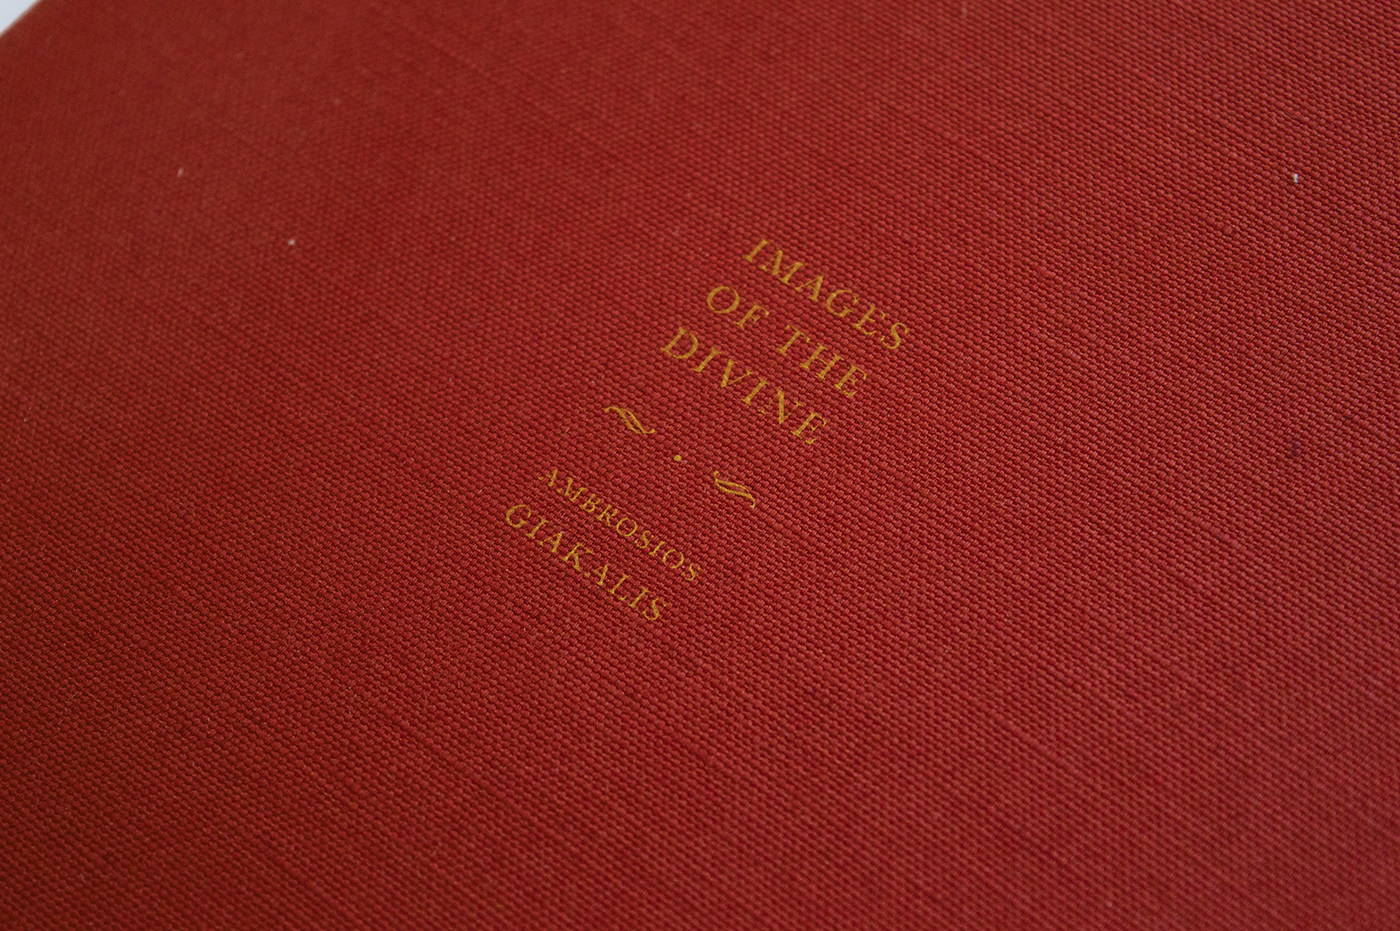 IMAGES
OF THE
DIVINE
AMBROSIOS
GIAKALIS